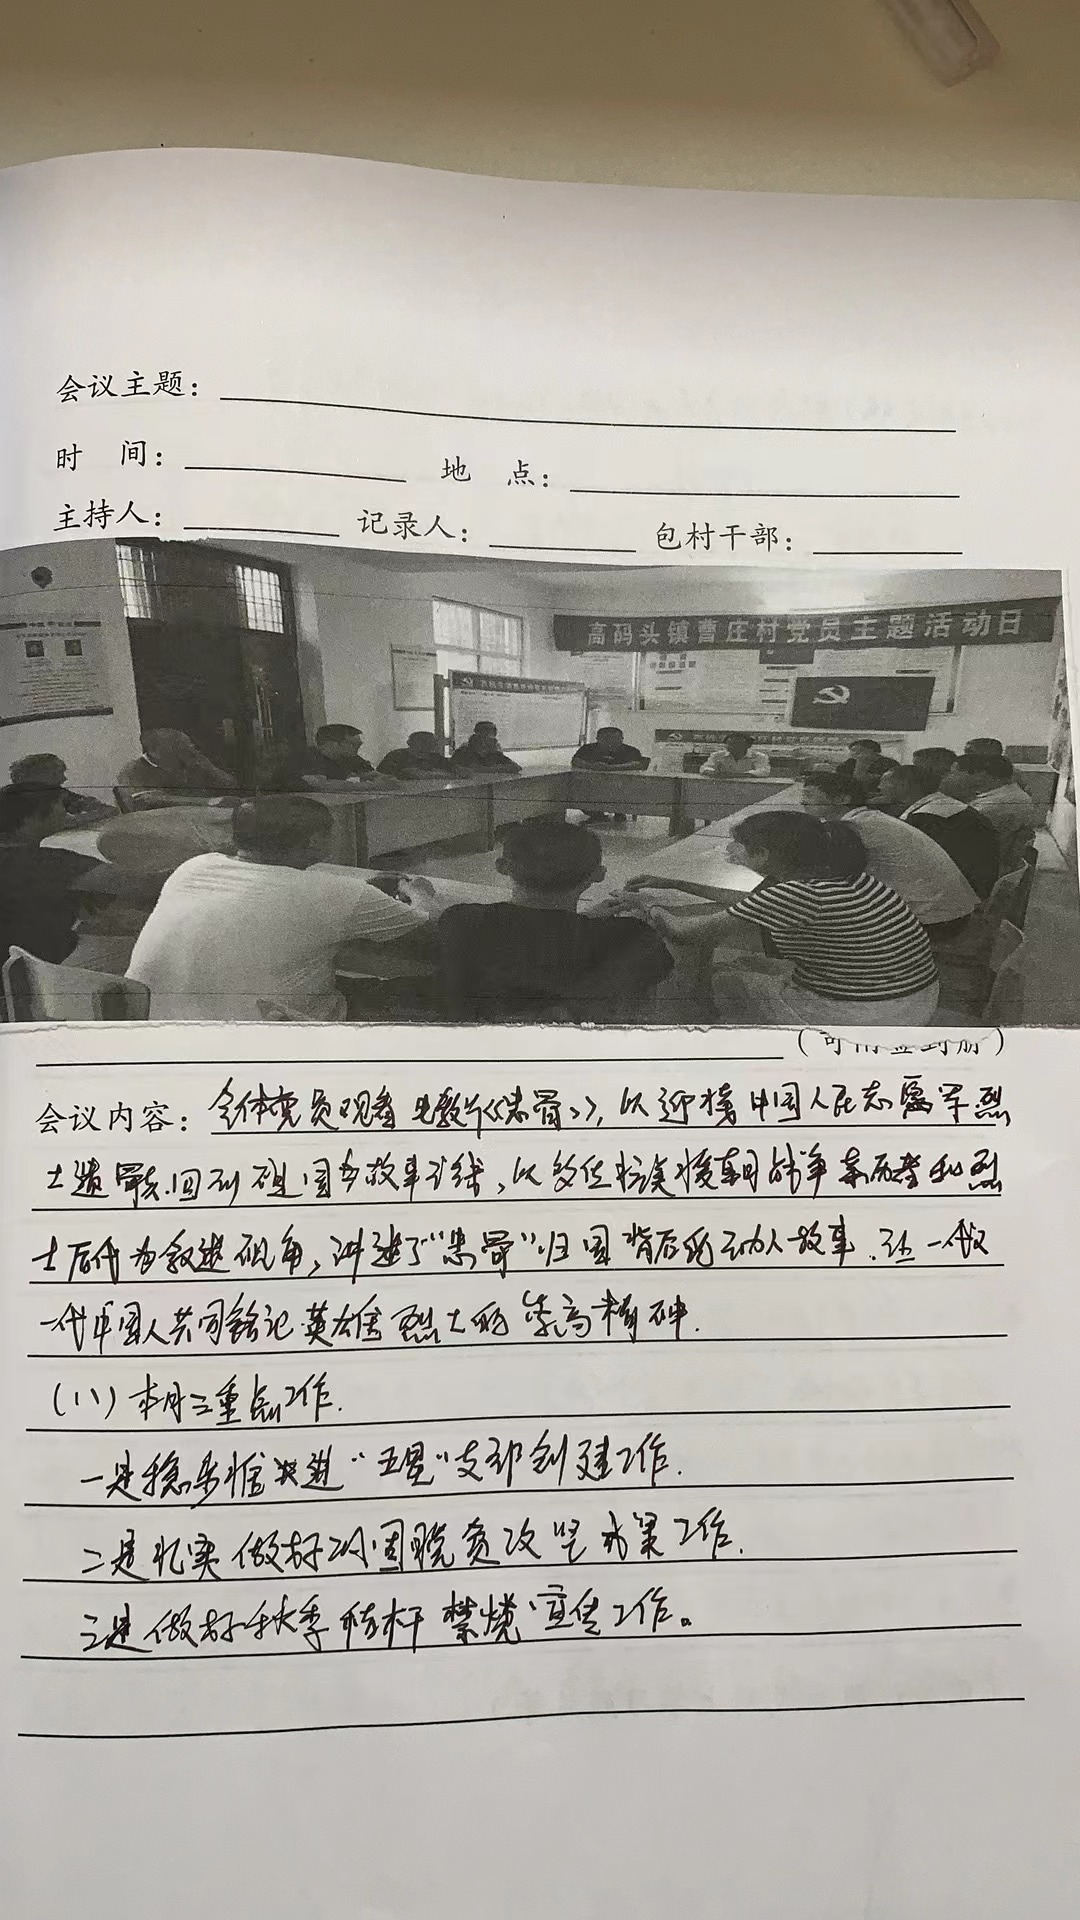 会议主题：
时 间： 地 点：
主持人： 记录人： 包村干部：
高码头镇曹庄村党员主题活动日
会议内容：全体党员观看电教片《忠骨》，以迎接中国人民志愿军烈
士遗骸回到祖国为故事主线，以多位抗美援朝战争亲历者和烈
士后代为叙述视角，讲述了“忠骨”归国背后的动人故事.让一代又
一代中国人共同铭记英雄烈士的崇高精神.
（八）本月三重点工作.
一是稳步推进“五星”支部创建工作.
二是扎实做好巩固脱贫攻坚成果工作.
三是做好秋季秸杆禁烧宣传工作。